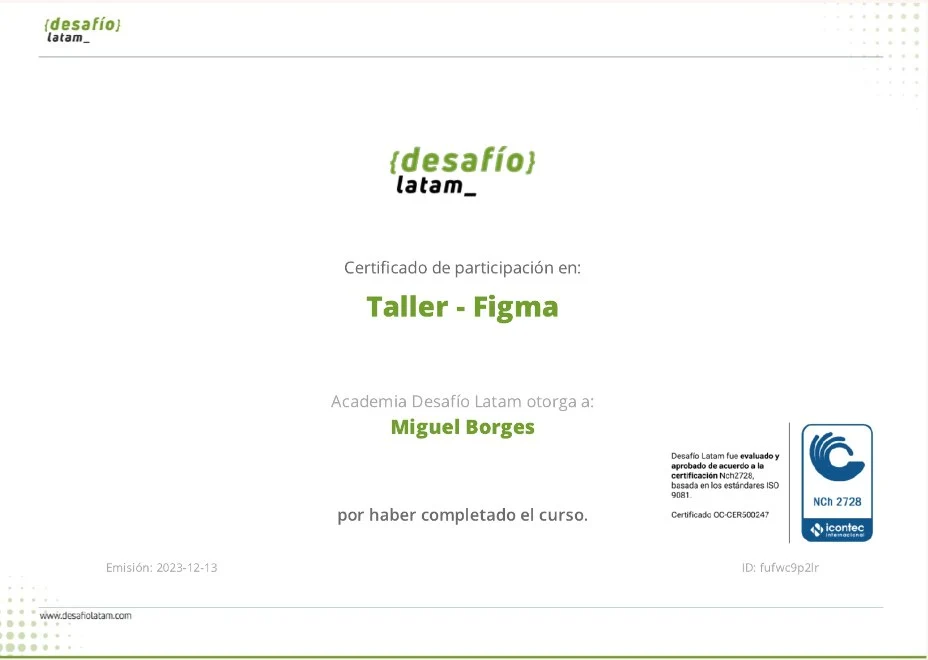 {desafío}
latam_
{desafío}
latam_
Certificado de participación en:
Taller - Figma
Academia Desafío Latam otorga a:
Miguel Borges
por haber completado el curso.
Desafío Latam fue evaluado y
aprobado de acuerdo a la
certificación Nch2728,
basada en los estándares ISO
9081.
Certificado OC-CER500247
NCh 2728
icontec
internacional
Emisión: 2023-12-13
ID: fufwc9p2lr
www.desafiolatam.com